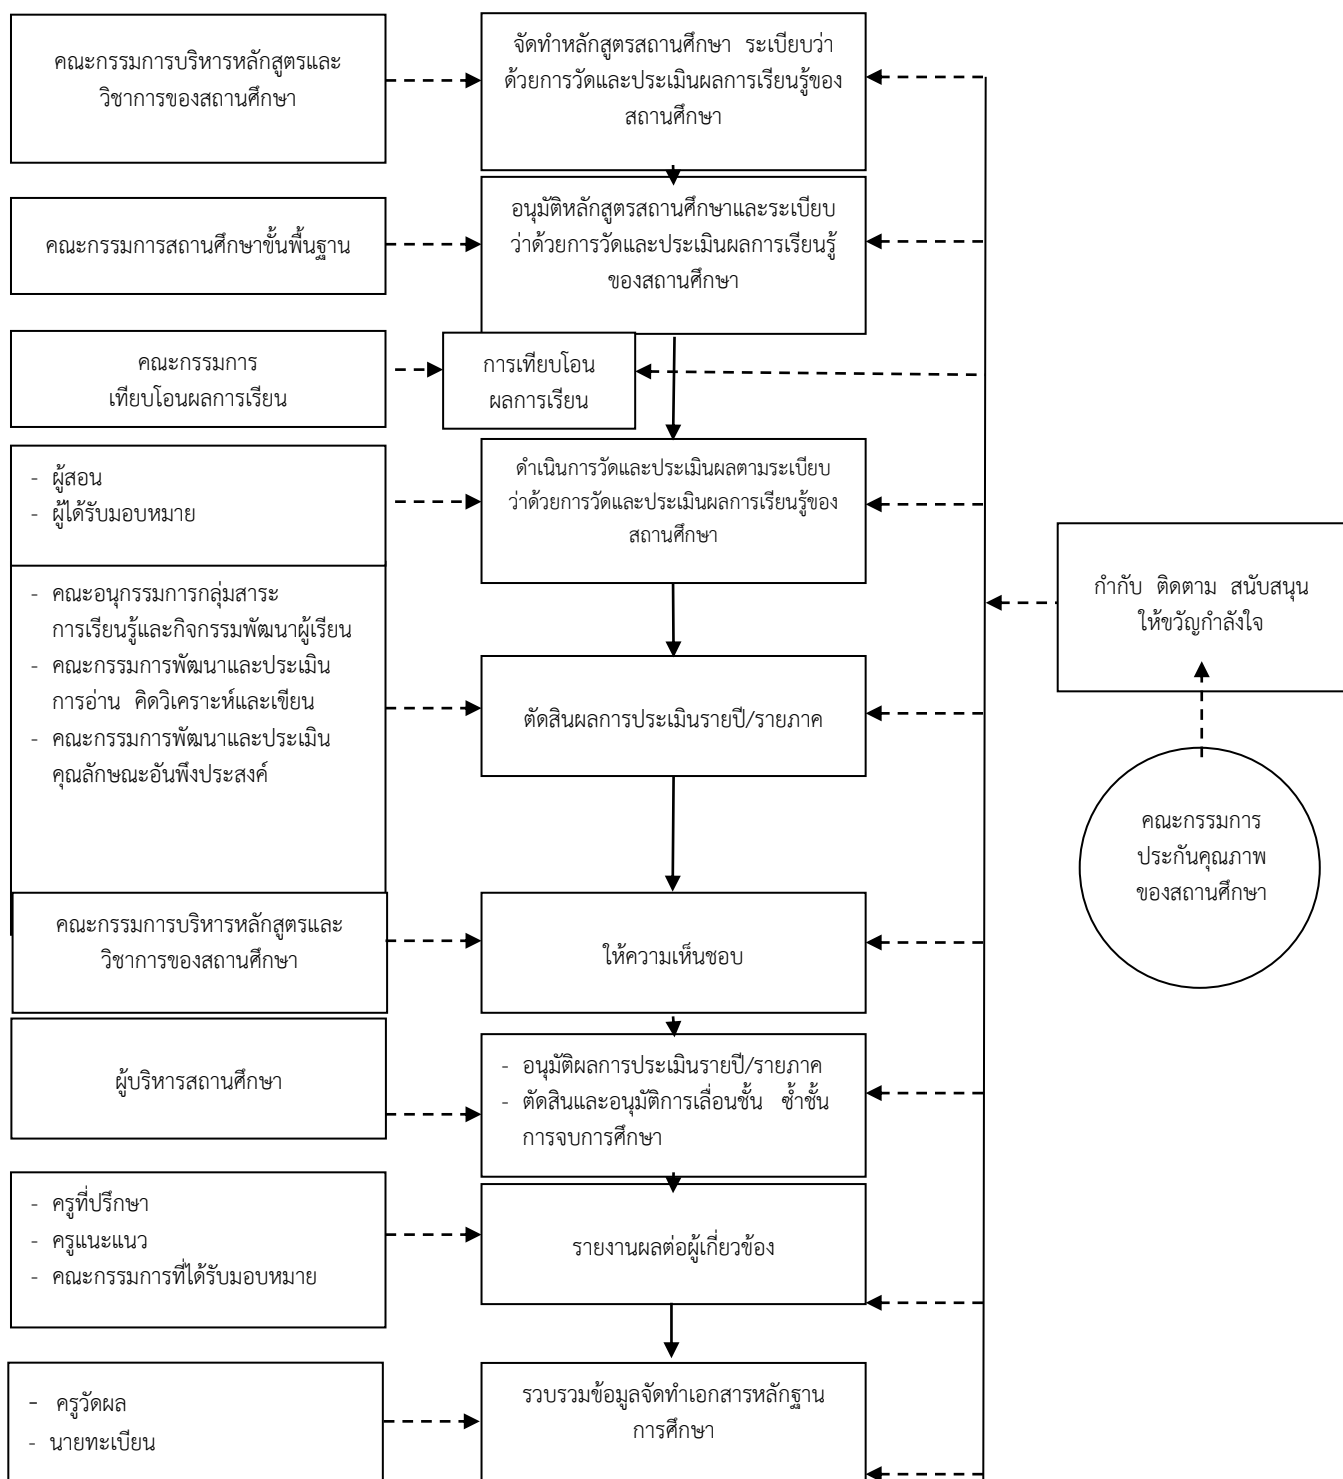 คณะกรรมการบริหารหลักสูตรและ
วิชาการของสถานศึกษา
จัดทำหลักสูตรสถานศึกษา ระเบียบว่า
ด้วยการวัดและประเมินผลการเรียนรู้ของ
สถานศึกษา
คณะกรรมการสถานศึกษาขั้นพื้นฐาน
อนุมัติหลักสูตรสถานศึกษาและระเบียบ
ว่าด้วยการวัดและประเมินผลการเรียนรู้
ของสถานศึกษา
คณะกรรมการ
เทียบโอนผลการเรียน
การเทียบโอน
ผลการเรียน
- ผู้สอน
- ผู้ได้รับมอบหมาย
ดำเนินการวัดและประเมินผลตามระเบียบ
ว่าด้วยการวัดและประเมินผลการเรียนรู้ของ
สถานศึกษา
- คณะอนุกรรมการกลุ่มสาระ
การเรียนรู้และกิจกรรมพัฒนาผู้เรียน
- คณะกรรมการพัฒนาและประเมิน
การอ่าน คิดวิเคราะห์และเขียน
- คณะกรรมการพัฒนาและประเมิน
คุณลักษณะอันพึงประสงค์
ตัดสินผลการประเมินรายปี/รายภาค
กำกับ ติดตาม สนับสนุน
ให้ขวัญกำลังใจ
คณะกรรมการ
ประกันคุณภาพ
ของสถานศึกษา
คณะกรรมการบริหารหลักสูตรและ
วิชาการของสถานศึกษา
ให้ความเห็นชอบ
ผู้บริหารสถานศึกษา
- อนุมัติผลการประเมินรายปี/รายภาค
- ตัดสินและอนุมัติการเลื่อนชั้น ซ้ำชั้น
การจบการศึกษา
- ครูที่ปรึกษา
- ครูแนะแนว
- คณะกรรมการที่ได้รับมอบหมาย
รายงานผลต่อผู้เกี่ยวข้อง
- ครูวัดผล
- นายทะเบียน
รวบรวมข้อมูลจัดทำเอกสารหลักฐาน
การศึกษา